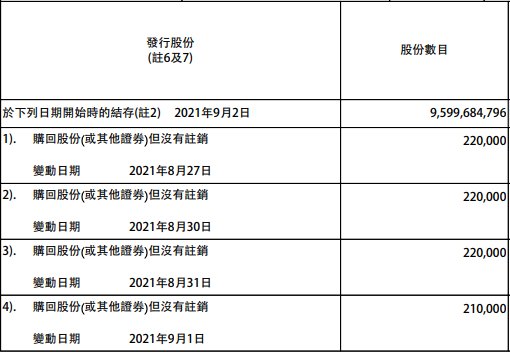 發行股份
(註6及7)
股份數目
於下列日期開始時的結存(註2) 2021年9月2日 9,599,684,796
1). 購回股份(或其他證券)但沒有註銷 220,000
變動日期 2021年8月27日
2). 購回股份(或其他證券)但沒有註銷 220,000
變動日期 2021年8月30日
3). 購回股份(或其他證券)但沒有註銷 220,000
變動日期 2021年8月31日
4). 購回股份(或其他證券)但沒有註銷 210,000
變動日期 2021年9月1日